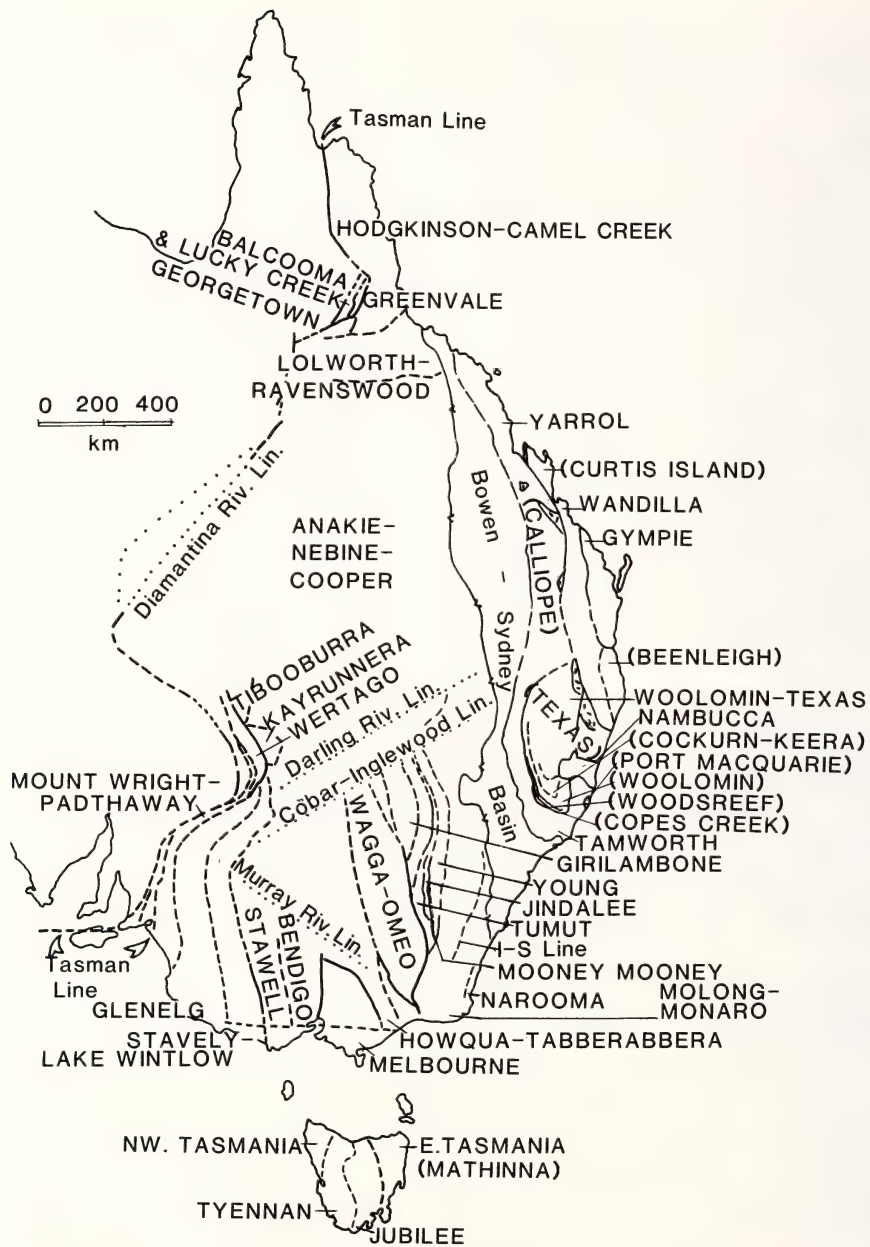 Tasman Line
HODGKINSON-CAMEL CREEK
BALCOOMA
& LUCKY CREEK
GEORGETOWN
GREENVALE
LOLWORTH-
RAVENSWOOD
0 200 400
km
YARROL
(CURTIS ISLAND)
WANDILLA
GYMPIE
Diamantina Riv. Lin.
ANAKIE-
NEBINE-
COOPER
Bowen - Sydney Basin
(CALLIOPE)
(BEENLEIGH)
TIBOOBURRA
KAYRUNNERA
WERTAGO
Darling Riv. Lin.
Cobar-Inglewood Lin.
TEXAS)
WOOLOMIN-TEXAS
NAMBUCCA
(COCKURN-KEERA)
(PORT MACQUARIE)
(WOOLOMIN)
(WOODSREEF)
(COPES CREEK)
TAMWORTH
GIRILAMBONE
YOUNG
JINDALEE
TUMUT
I-S Line
MOONEY MOONEY
MOUNT WRIGHT-
PADTHAWAY
WAGGA-OMEO
Murray Riv. Lin.
STAWELL
BENDIGO
Tasman
Line
GLENELG
STAVELY-
LAKE WINTLOW
NAROOMA
MOLONG-
MONARO
HOWQUA-TABBERABBERA
MELBOURNE
NW. TASMANIA
E.TASMANIA
(MATHINNA)
TYENNAN
JUBILEE